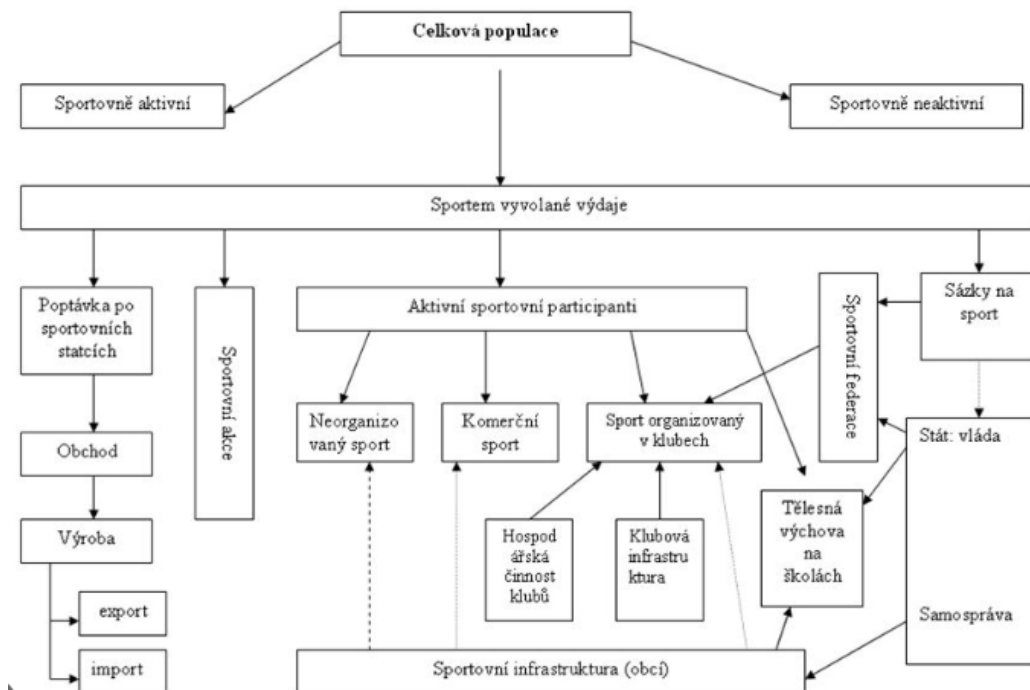 Celková populace
Sportovně aktivní
Sportovně neaktivní
Sportem vyvolané výdaje
Poptávka po
sportovních
statcích
Sportovní akce
Aktivní sportovní participanti
Sportovní federace
Sázky na
sport
Neorganizo
vaný sport
Komerční
sport
Sport organizovaný
v klubech
Stát: vláda
Obchod
Tělesná
výchova
na
školách
Výroba
Hospod
ářská
činnost
klubů
Klubová
infrastru
ktura
export
Samospráva
import
Sportovní infrastruktura (obcí)